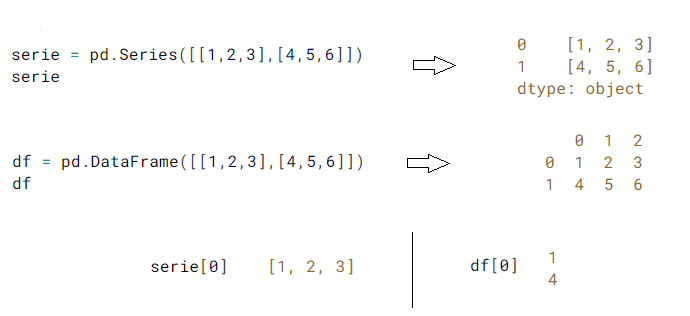 serie = pd.Series([[1,2,3],[4,5,6]])
serie
0 [1, 2, 3]
1 [4, 5, 6]
dtype: object
df = pd.DataFrame([[1,2,3],[4,5,6]])
df
0 1 2
0 1 2 3
1 4 5 6
serie[0] [1, 2, 3]
df[0] 1
4